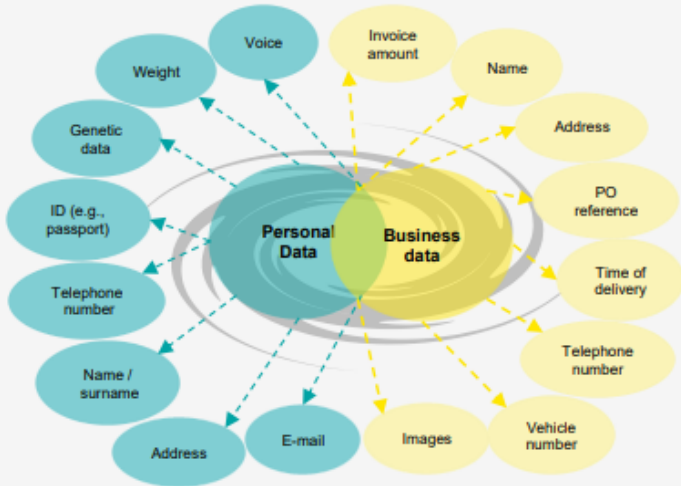 Voice
Weight
Genetic
data
ID (e.g.,
passport)
Telephone
number
Name /
surname
Address
E-mail
Personal
Data
Business
data
Invoice
amount
Name
Address
PO
reference
Time of
delivery
Telephone
number
Vehicle
number
Images